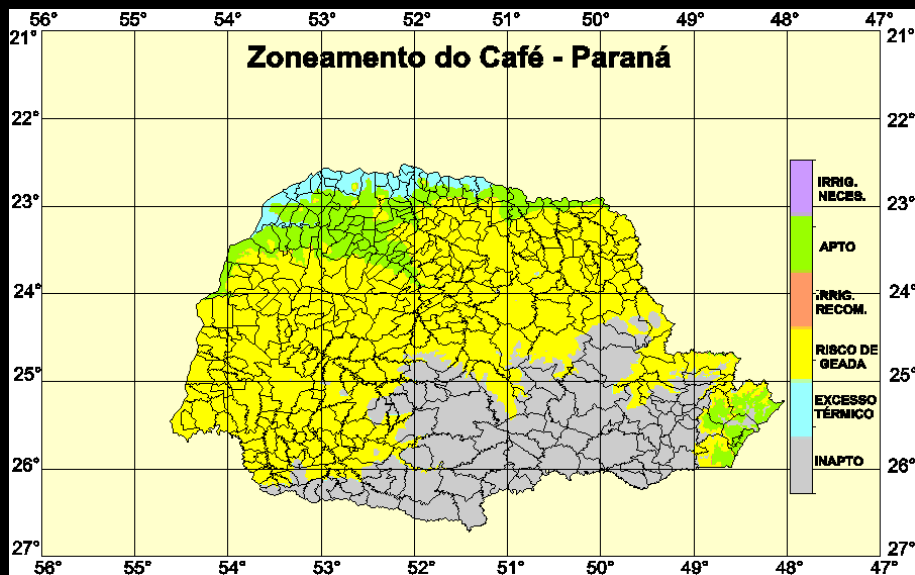 56° 55° 54° 53° 52° 51° 50° 49° 48° 47°
21° 21°
Zoneamento do Café - Paraná
22° 22°
IRRIG.
NECES.
23° 23°
APTO
24° 24°
IRRIG.
RECOM.
RISCO DE
GEADA
25° 25°
EXCESSO
TÉRMICO
INAPTO
26° 26°
27° 27°
56° 55° 54° 53° 52° 51° 50° 49° 48° 47°